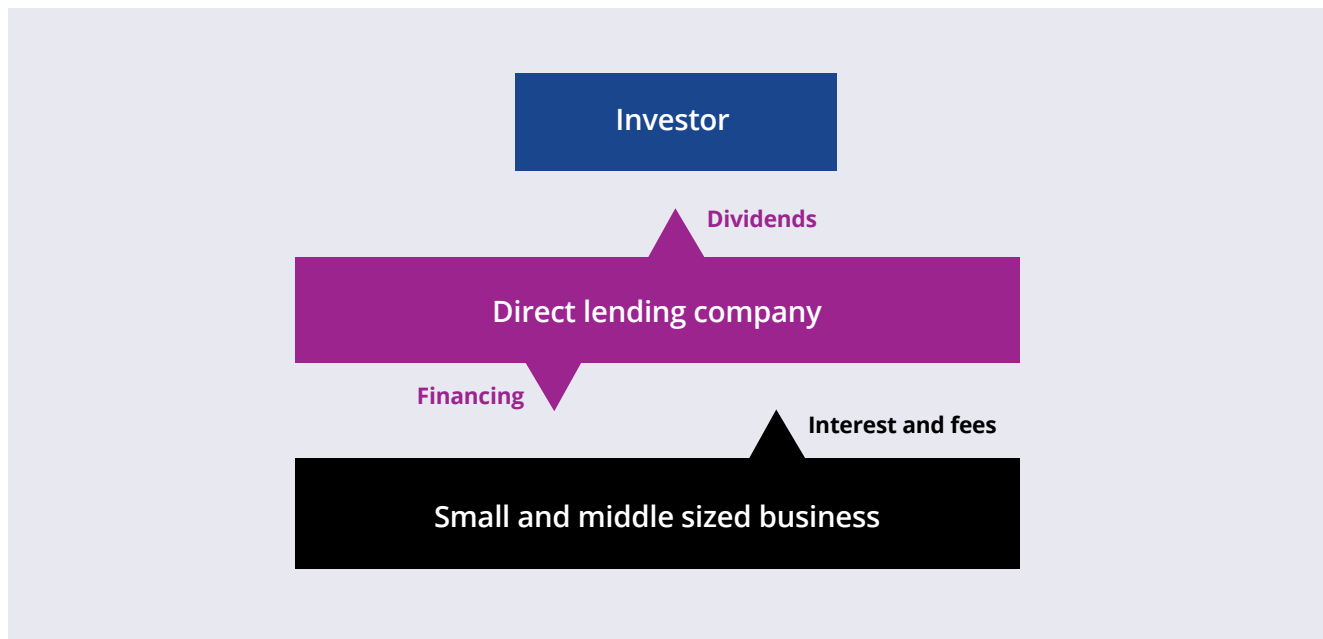 Investor
Dividends
Direct lending company
Financing
Interest and fees
Small and middle sized business